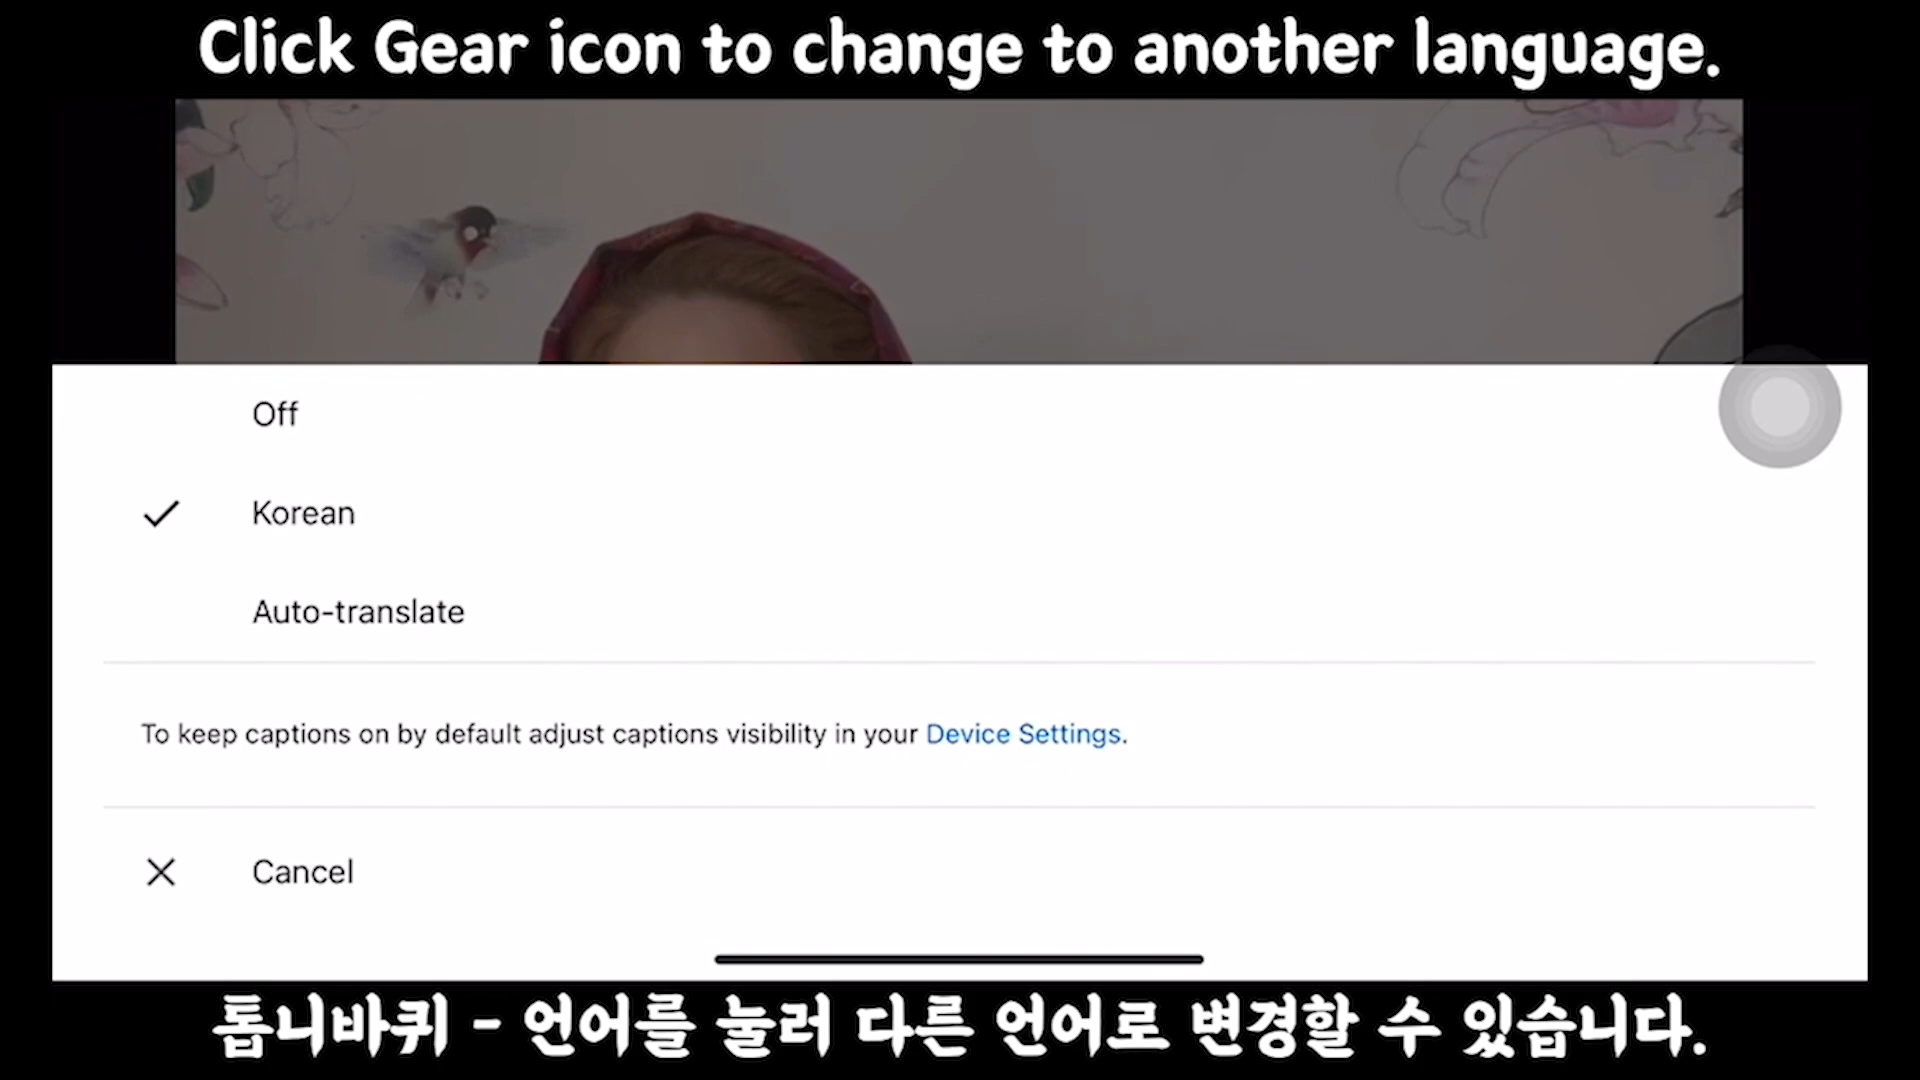 Click Gear icon to change to another language.
Off
Korean
Auto-translate
To keep captions on by default adjust captions visibility in your Device Settings.
Cancel
톱니바퀴 - 언어를 눌러 다른 언어로 변경할 수 있습니다.